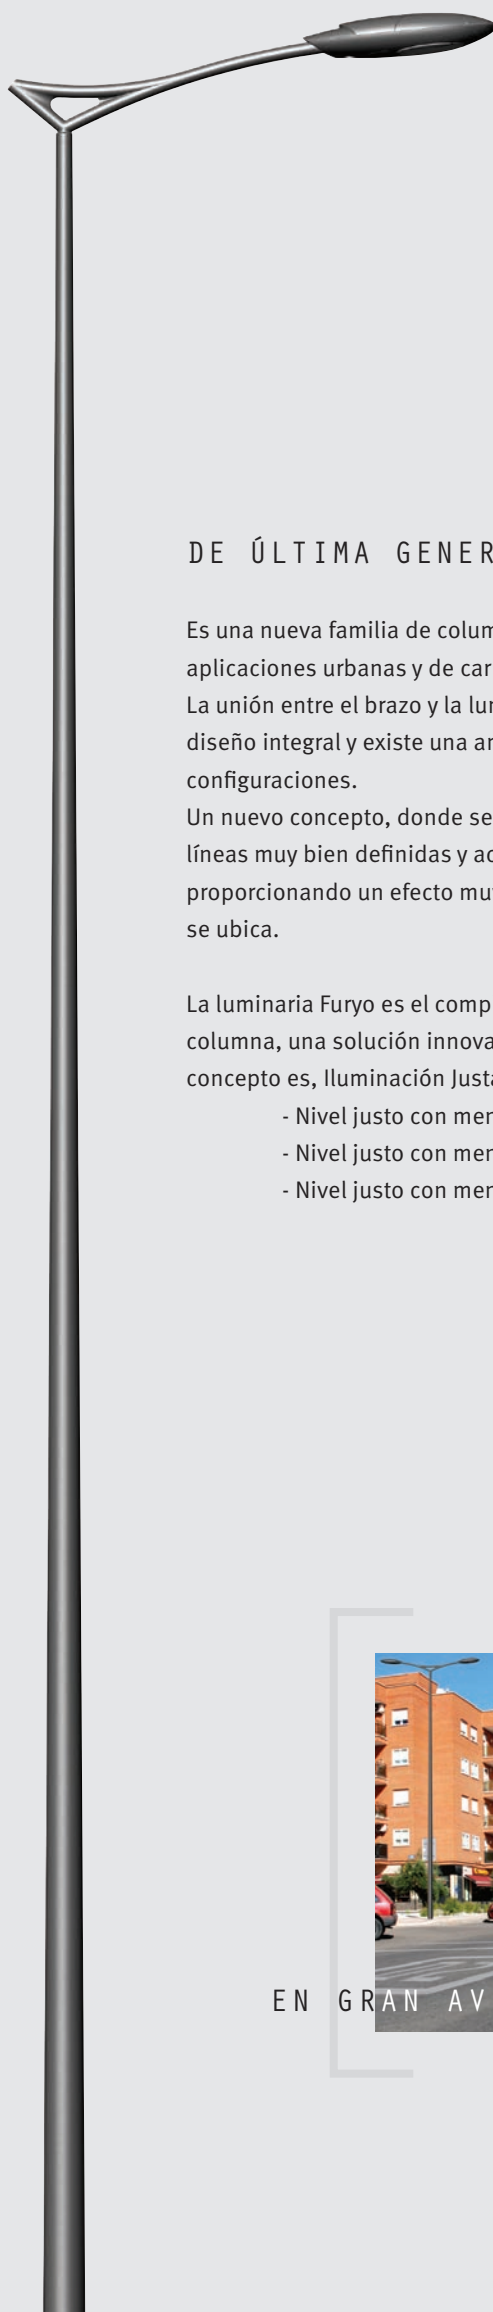 DE ÚLTIMA GENER
Es una nueva familia de colum
aplicaciones urbanas y de car
La unión entre el brazo y la lu
diseño integral y existe una a
configuraciones.
Un nuevo concepto, donde se
líneas muy bien definidas y a
proporcionando un efecto mu
se ubica.
La luminaria Furyo es el comp
columna, una solución innova
concepto es, Iluminación Just
- Nivel justo con mer
- Nivel justo con mer
- Nivel justo con mer
EN GRAN AV